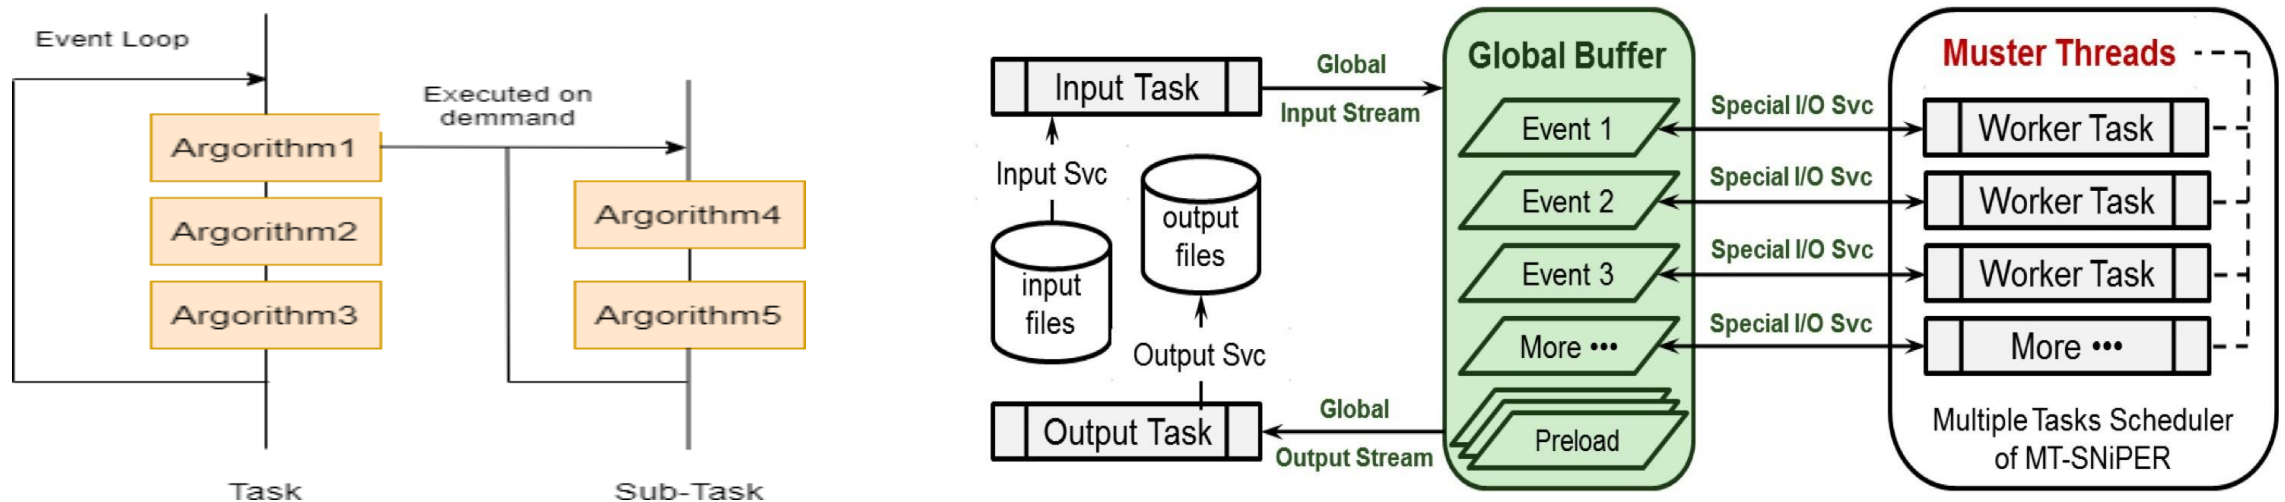 Event Loop
Executed on
demmand
Argorithm1
Argorithm2
Argorithm3
Argorithm4
Argorithm5
Task
Sub-Task
Input Task
Global
Input Stream
Input Svc
input
files
output
files
Output Svc
Output Task
Global
Output Stream
Global Buffer
Event 1
Event 2
Event 3
More •••
Preload
Special I/O Svc
Special I/O Svc
Special I/O Svc
Special I/O Svc
Muster Threads
Worker Task
Worker Task
Worker Task
More •••
Multiple Tasks Scheduler
of MT-SNiPER